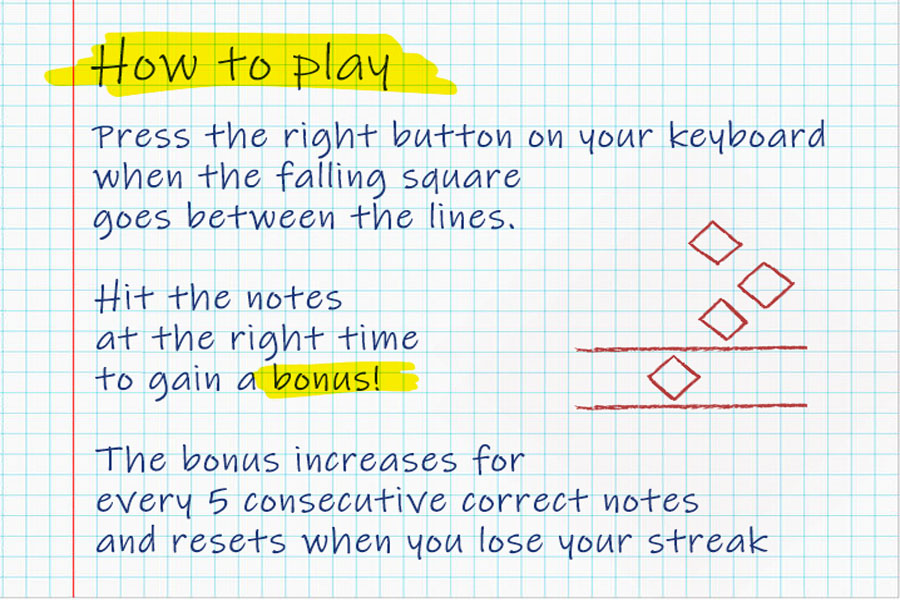 How to play
Press the right button on your keyboard
when the falling square
goes between the lines.
Hit the notes
at the right time
to gain a bonus!
The bonus increases for
every 5 consecutive correct notes
and resets when you lose your streak